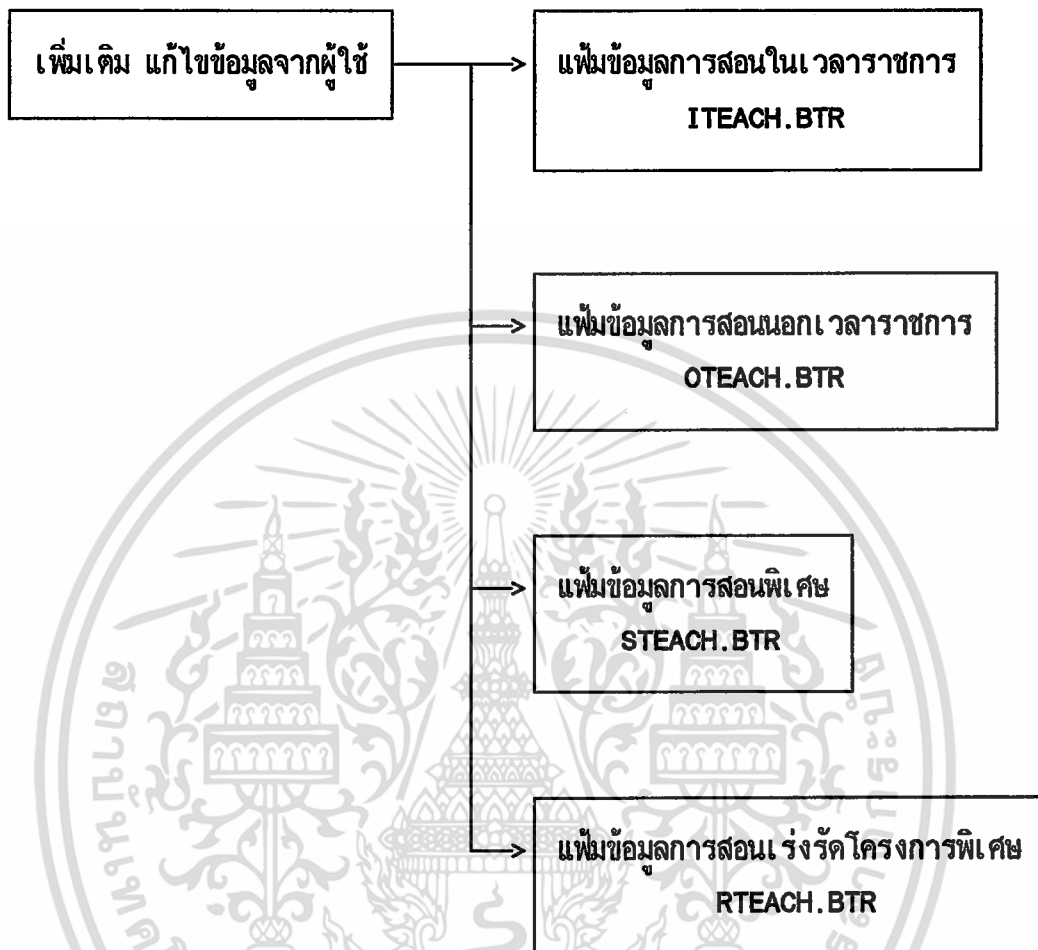 เพิ่มเติม แก้ไขข้อมูลจากผู้ใช้
แฟ้มข้อมูลการสอนในเวลาราชการ
ITEACH.BTR
แฟ้มข้อมูลการสอนนอกเวลาราชการ
OTEACH.BTR
แฟ้มข้อมูลการสอนพิเศษ
STEACH.BTR
แฟ้มข้อมูลการสอนเร่งรัดโครงการพิเศษ
RTEACH.BTR